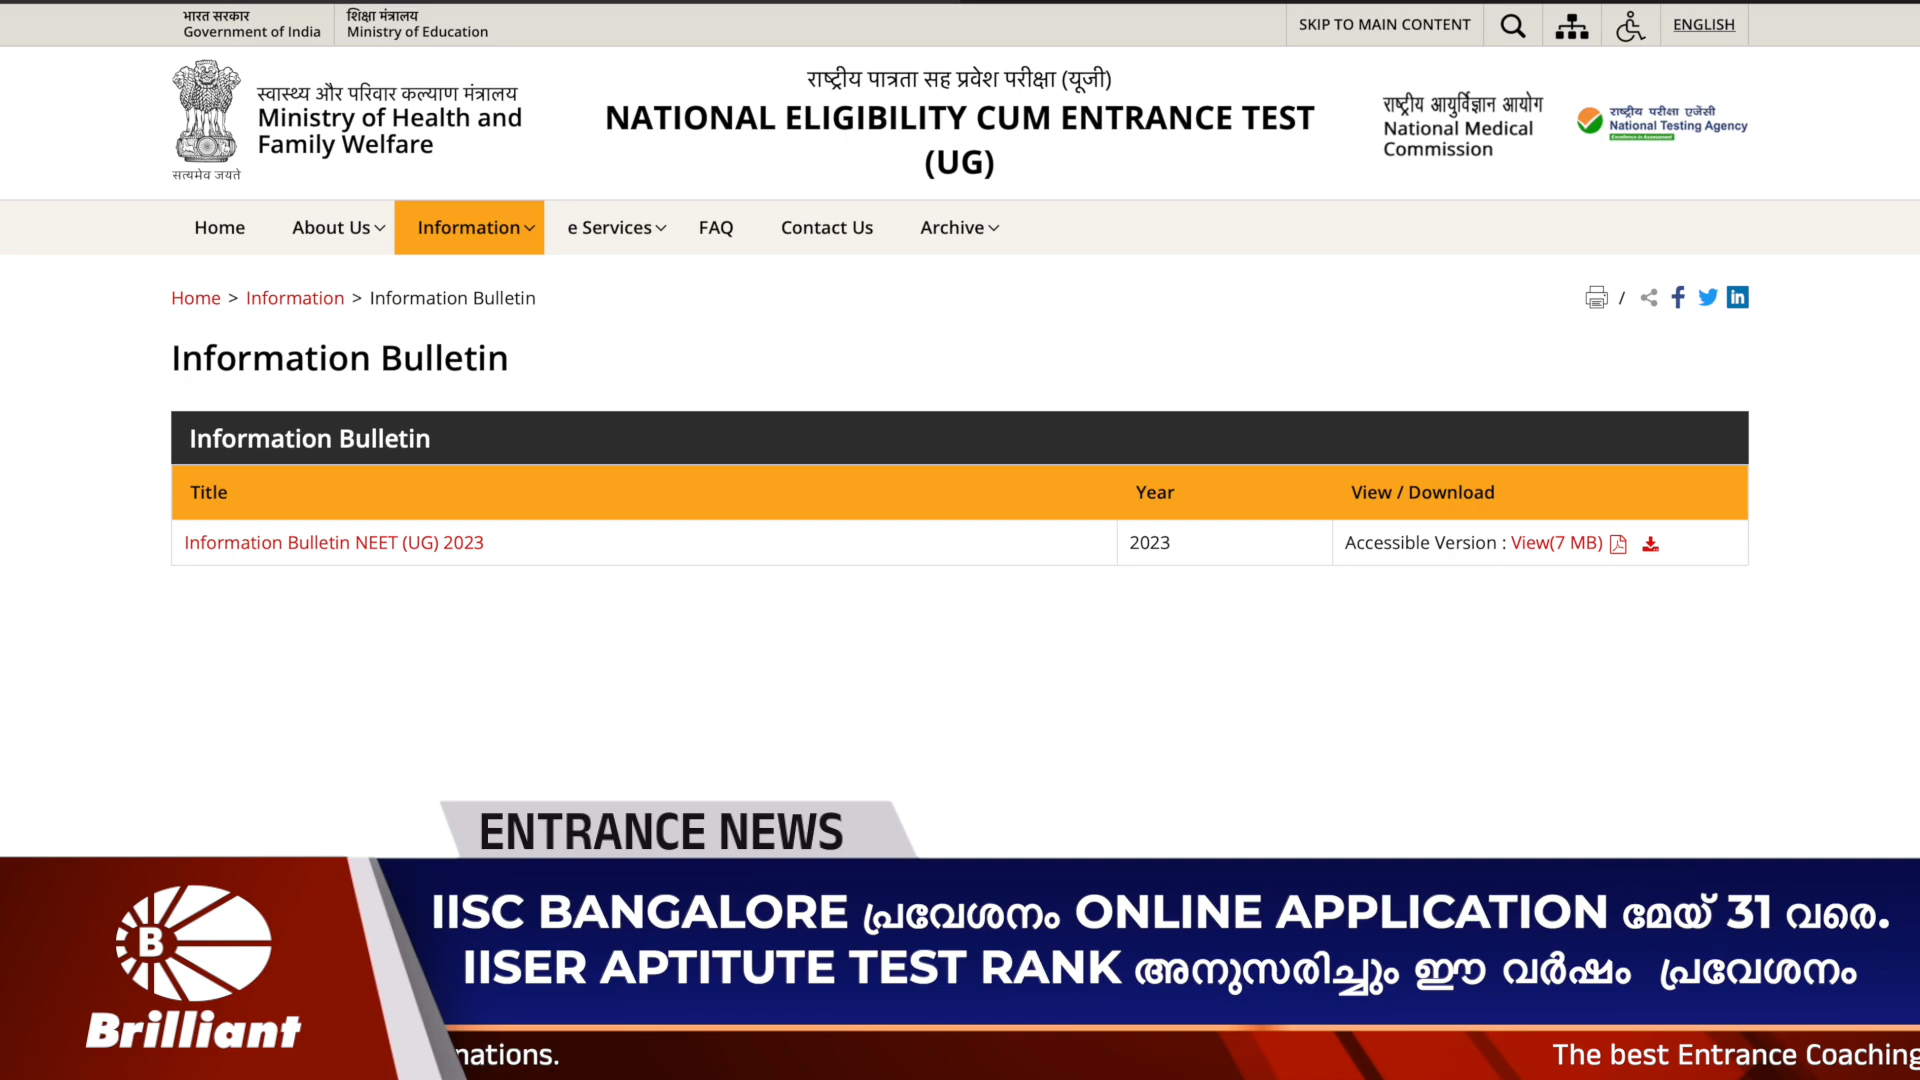 भारत सरकार
Government of India
शिक्षा मंत्रालय
Ministry of Education
SKIP TO MAIN CONTENT
ENGLISH
स्वास्थ्य और परिवार कल्याण मंत्रालय
Ministry of Health and
Family Welfare
सत्यमेव जयते
राष्ट्रीय पात्रता सह प्रवेश परीक्षा (यूजी)
NATIONAL ELIGIBILITY CUM ENTRANCE TEST
(UG)
राष्ट्रीय आयुर्विज्ञान आयोग
National Medical
Commission
राष्ट्रीय परीक्षा एजेंसी
National Testing Agency
Excellence in Assessment
Home About Us Information e Services FAQ Contact Us Archive
Home > Information > Information Bulletin
/
Information Bulletin
Information Bulletin
Title Year View / Download
Information Bulletin NEET (UG) 2023 2023 Accessible Version : View(7 MB)
ENTRANCE NEWS
IISC BANGALORE പ്രവേശനം ONLINE APPLICATION മേയ് 31 വരെ.
IISER APTITUTE TEST RANK അനുസരിച്ചും ഈ വർഷം പ്രവേശനം
B
Brilliant
nations.
The best Entrance Coaching